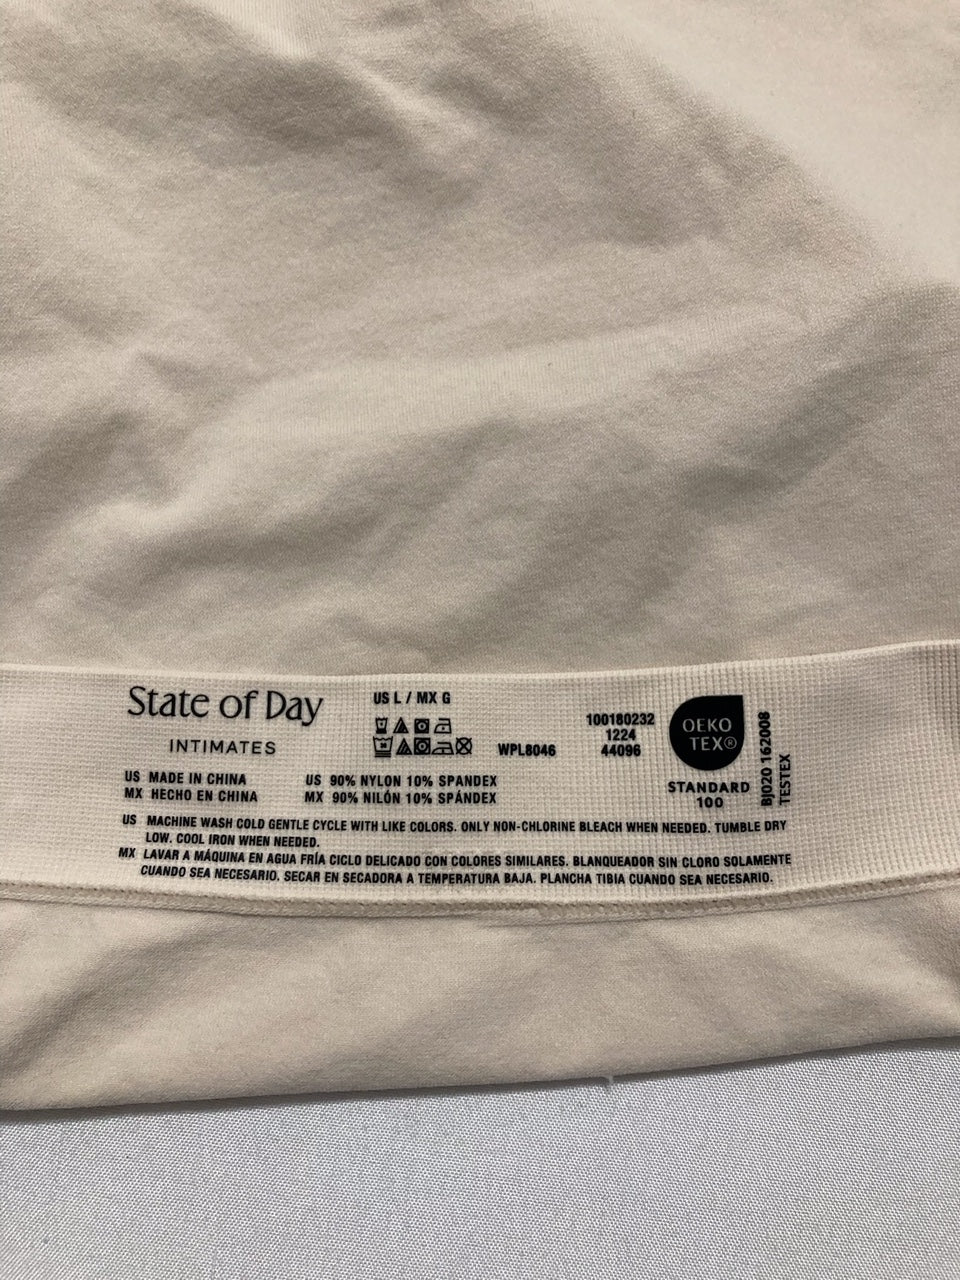 State of Day
INTIMATES
US L / MX G
WPL8046
100180232
1224
44096
OEKO
TEX®
STANDARD
100
BJ020 162008
TESTEX
US MADE IN CHINA
MX HECHO EN CHINA
US 90% NYLON 10% SPANDEX
MX 90% NILÓN 10% SPÁNDEX
US MACHINE WASH COLD GENTLE CYCLE WITH LIKE COLORS. ONLY NON-CHLORINE BLEACH WHEN NEEDED. TUMBLE DRY
LOW. COOL IRON WHEN NEEDED.
MX LAVAR A MÁQUINA EN AGUA FRÍA CICLO DELICADO CON COLORES SIMILARES. BLANQUEADOR SIN CLORO SOLAMENTE
CUANDO SEA NECESARIO. SECAR EN SECADORA A TEMPERATURA BAJA. PLANCHA TIBIA CUANDO SEA NECESARIO.